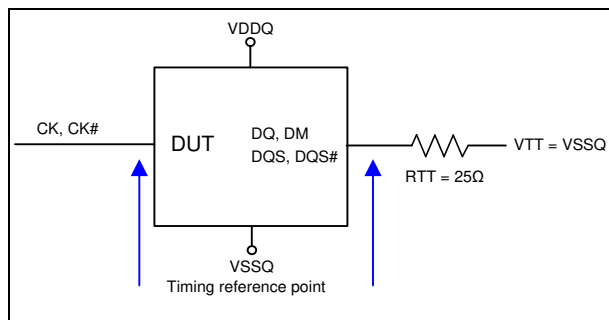 VDDQ
CK, CK#
DUT
DQ, DM
DQS, DQS#
VTT = VSSQ
RTT = 25Ω
VSSQ
Timing reference point